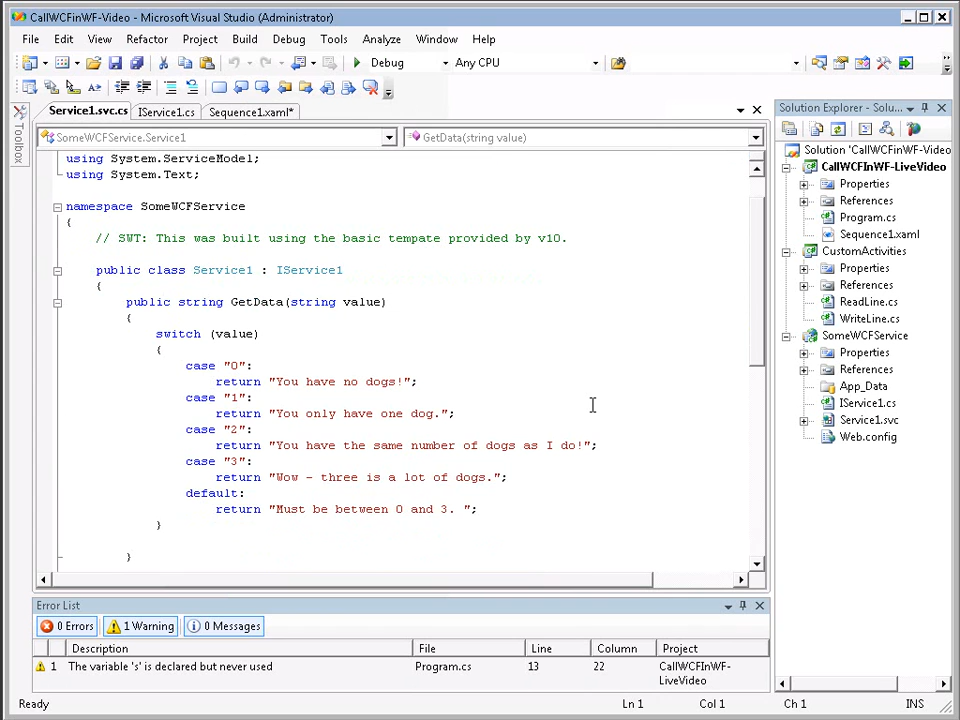 CallWCFinWF-Video - Microsoft Visual Studio (Administrator)
File Edit View Refactor Project Build Debug Tools Analyze Window Help
Debug Any CPU
Toolbox
Service1.svc.cs IService1.cs Sequence1.xaml*
SomeWCFService.Service1 GetData(string value)
using System.ServiceModel;
using System.Text;
namespace SomeWCFService
{
// SWT: This was built using the basic tempate provided by v10.
public class Service1 : IService1
{
public string GetData(string value)
{
switch (value)
{
case "0":
return "You have no dogs!";
case "1":
return "You only have one dog.";
case "2":
return "You have the same number of dogs as I do!";
case "3":
return "Wow - three is a lot of dogs.";
default:
return "Must be between 0 and 3. ";
}
}
Solution Explorer - Solu...
Solution 'CallWCFinWF-Video
CallWCFInWF-LiveVideo
Properties
References
Program.cs
Sequence1.xaml
CustomActivities
Properties
References
ReadLine.cs
WriteLine.cs
SomeWCFService
Properties
References
App_Data
IService1.cs
Service1.svc
Web.config
Error List
0 Errors 1 Warning 0 Messages
Description File Line Column Project
1 The variable 's' is declared but never used Program.cs 13 22 CallWCFInWF-
LiveVideo
Ready Ln 1 Col 1 Ch 1 INS